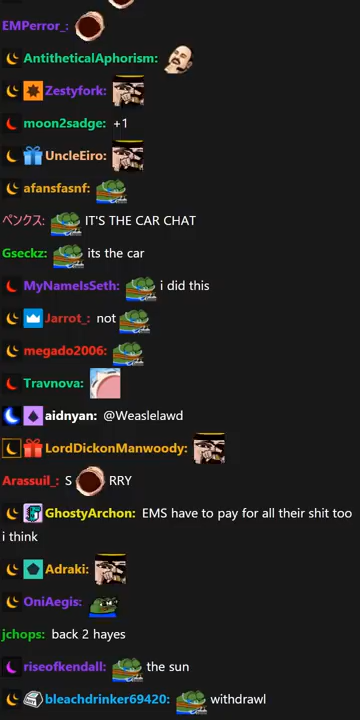 EMPerror_:
AntitheticalAphorism:
Zestyfork:
moon2sadge: +1
UncleEiro:
afansfasnf:
ペンクス: IT'S THE CAR CHAT
Gseckz: its the car
MyNameIsSeth: i did this
Jarrot_: not
megado2006:
Travnova:
aidnyan: @Weaslelawd
LordDickonManwoody:
Arassuil_: S RRY
GhostyArchon: EMS have to pay for all their shit too
i think
Adraki:
OniAegis:
jchops: back 2 hayes
riseofkendall: the sun
bleachdrinker69420: withdrawl